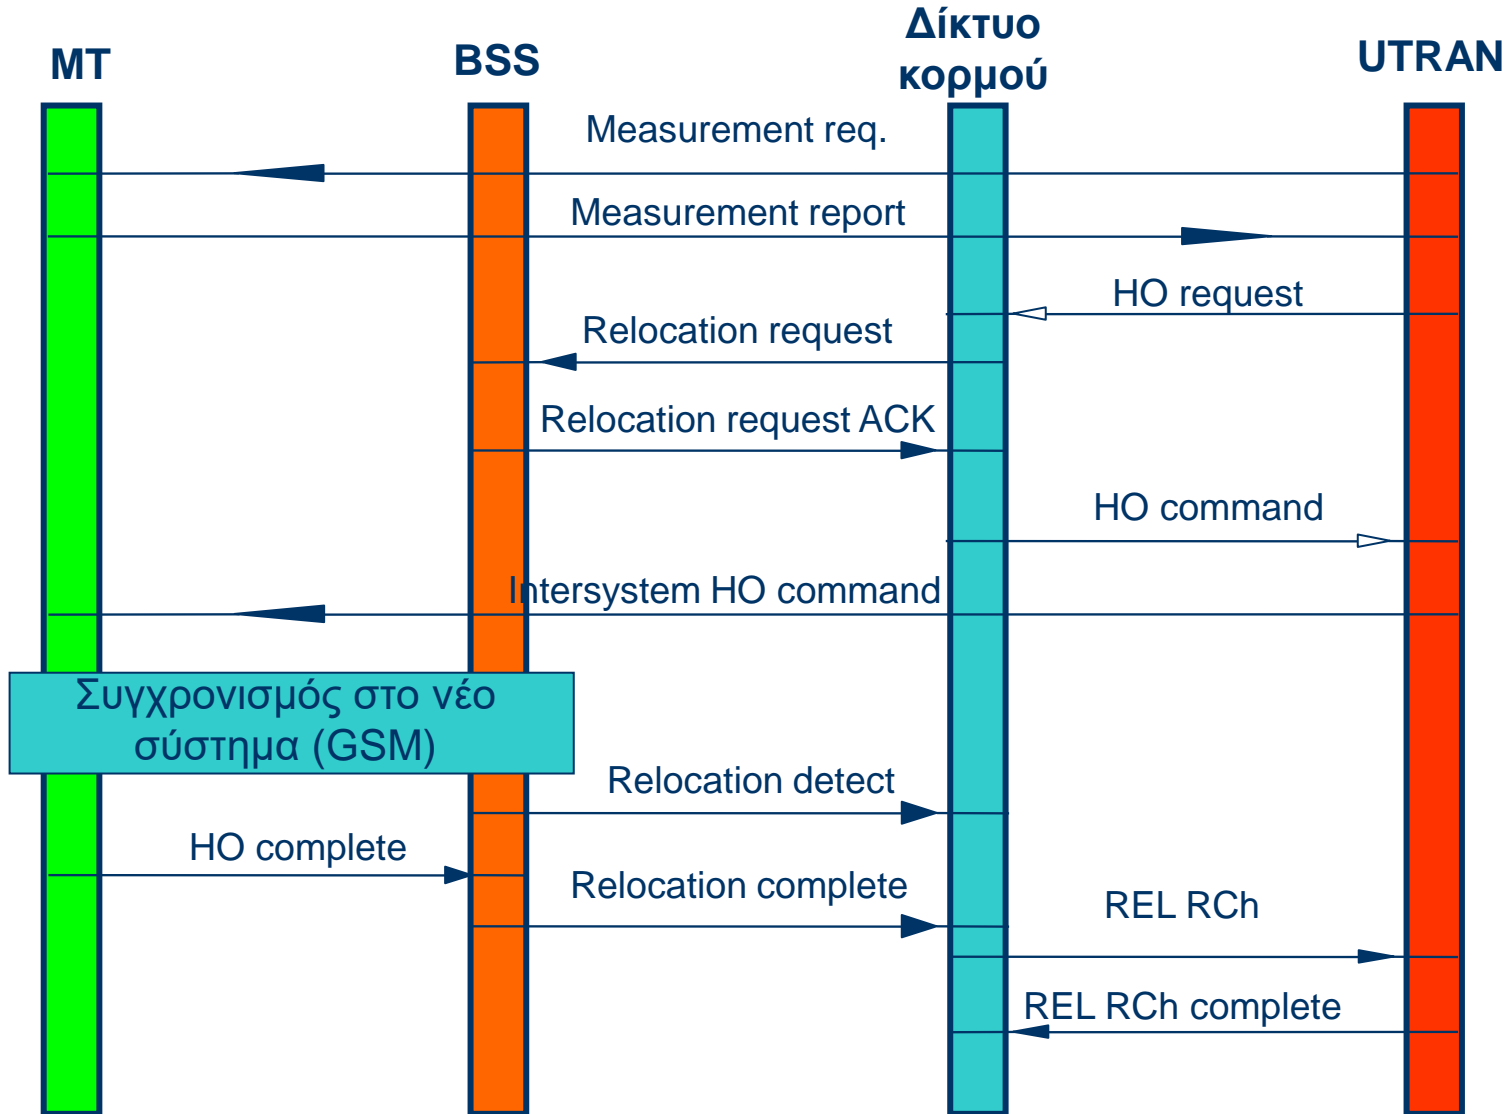 MT
BSS
Δίκτυο
κορμού
UTRAN
Measurement req.
Measurement report
HO request
Relocation request
Relocation request ACK
HO command
Intersystem HO command
Συγχρονισμός στο νέο
σύστημα (GSM)
Relocation detect
HO complete
Relocation complete
REL RCh
REL RCh complete